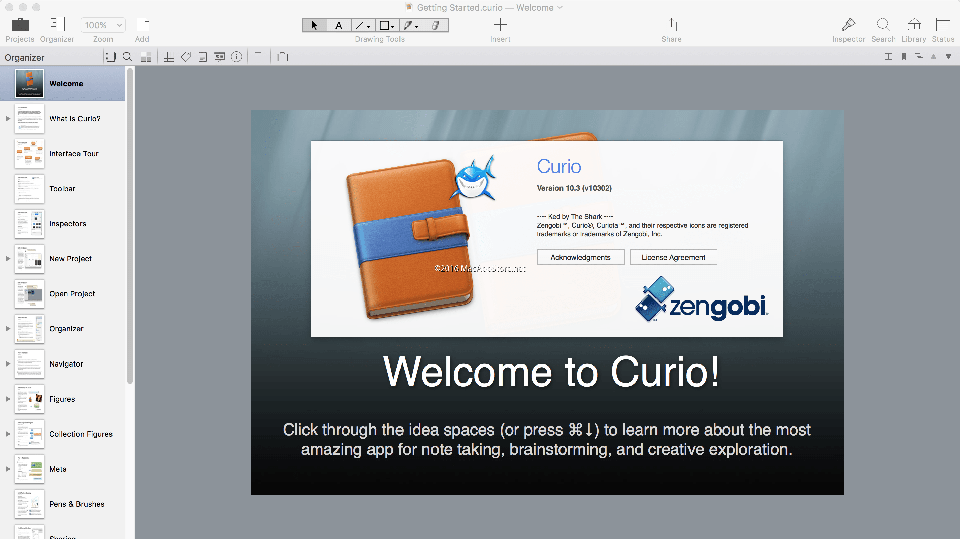 Getting Started.curio — Welcome
100%
Projects Organizer Zoom Add Drawing Tools Insert Share Inspector Search Library Status
A
Organizer
Welcome
What is Curio?
Interface Tour
Toolbar
Inspectors
New Project
Open Project
Organizer
Navigator
Figures
Collection Figures
Meta
Pens & Brushes
Curio
Version 10.3 (v10302)
---- Ked by The Shark ----
Zengobi™, Curio®, Curiota™, and their respective icons are registered
trademarks or trademarks of Zengobi, Inc.
Acknowledgments License Agreement
©2016 MacAppStore.net
zengobi
Welcome to Curio!
Click through the idea spaces (or press ⌘↓) to learn more about the most
amazing app for note taking, brainstorming, and creative exploration.